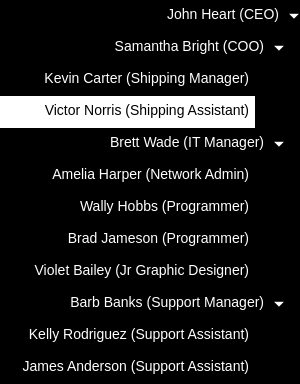 John Heart (CEO)
Samantha Bright (COO)
Kevin Carter (Shipping Manager)
Victor Norris (Shipping Assistant)
Brett Wade (IT Manager)
Amelia Harper (Network Admin)
Wally Hobbs (Programmer)
Brad Jameson (Programmer)
Violet Bailey (Jr Graphic Designer)
Barb Banks (Support Manager)
Kelly Rodriguez (Support Assistant)
James Anderson (Support Assistant)